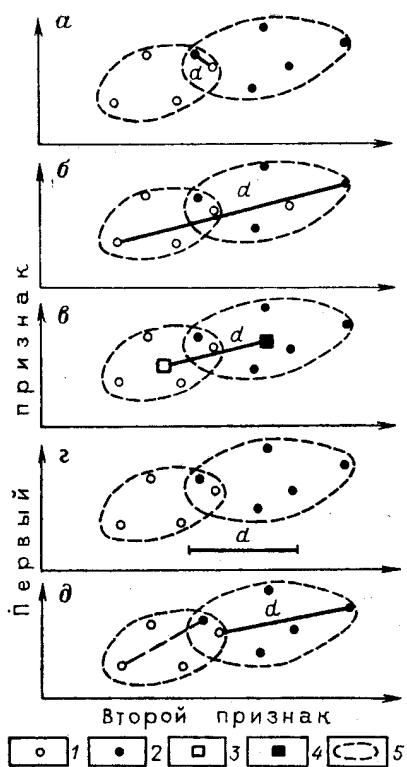 а
d
б
d
в
d
г
d
д
d
Первый признак
Второй признак
1 2 3 4 5